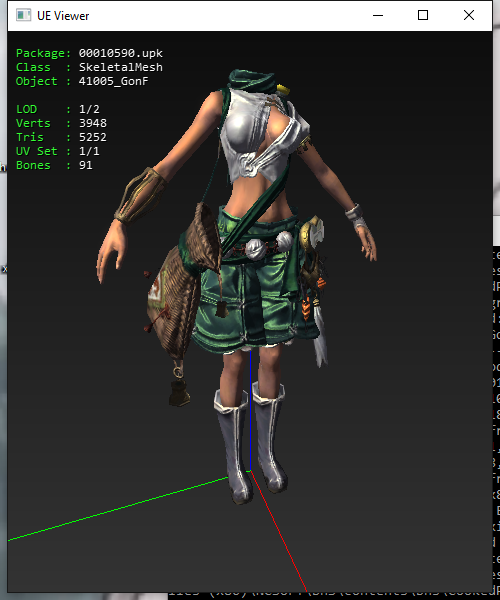 UE Viewer
Package: 00010590.upk
Class : SkeletalMesh
Object : 41005_GonF
LOD : 1/2
Verts : 3948
Tris : 5252
UV Set : 1/1
Bones : 91